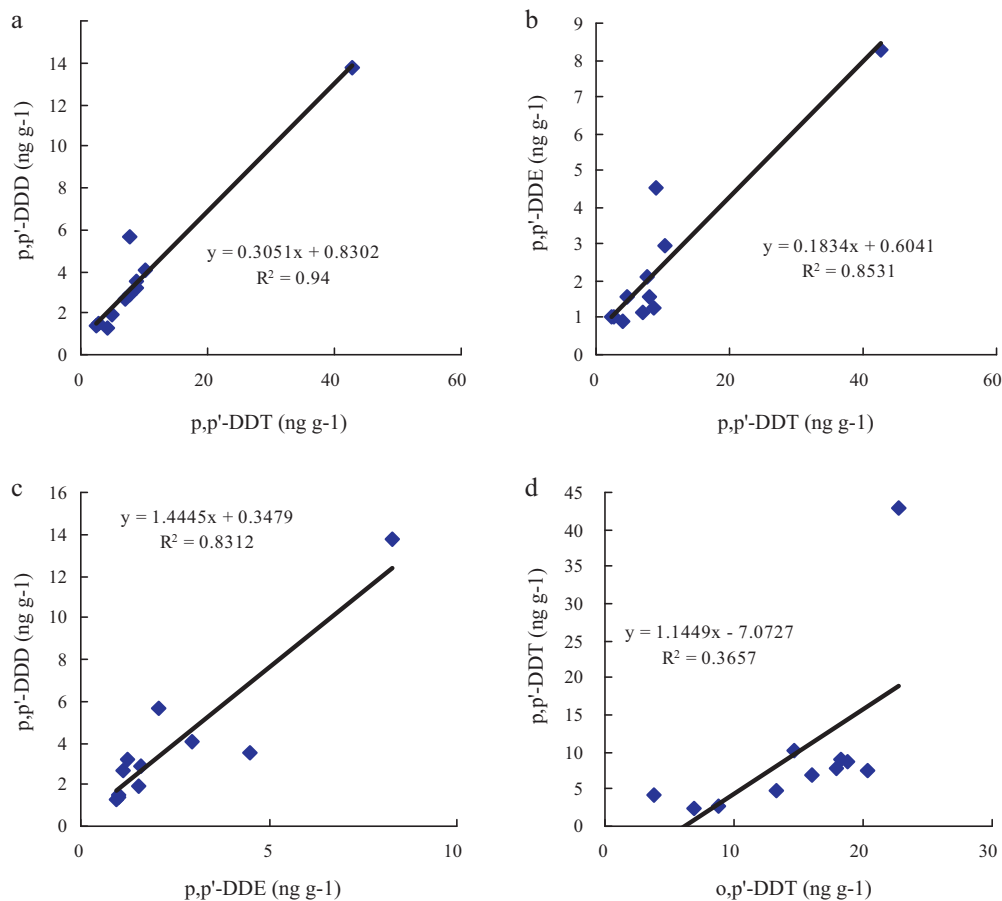 a
14
12
10
8
6
4
2
0
p,p'-DDD (ng g-1)
y = 0.3051x + 0.8302
R² = 0.94
0 20 40 60
p,p'-DDT (ng g-1)
b
9
8
7
6
5
4
3
2
1
0
p,p'-DDE (ng g-1)
y = 0.1834x + 0.6041
R² = 0.8531
0 20 40 60
p,p'-DDT (ng g-1)
c
16
14
12
10
8
6
4
2
0
p,p'-DDD (ng g-1)
y = 1.4445x + 0.3479
R² = 0.8312
0 5 10
p,p'-DDE (ng g-1)
d
45
40
35
30
25
20
15
10
5
0
p,p'-DDT (ng g-1)
y = 1.1449x - 7.0727
R² = 0.3657
0 10 20 30
o,p'-DDT (ng g-1)